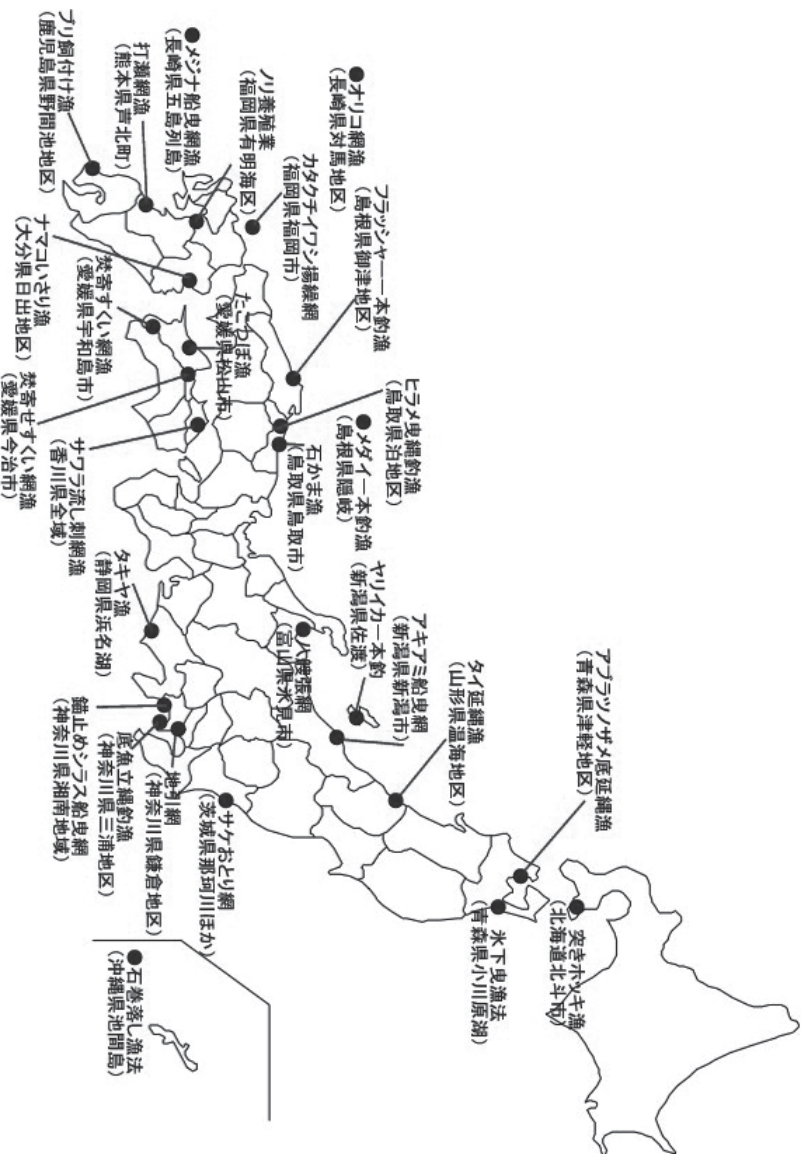 ブリ飼付け漁
(鹿児島県野間池地区)
打瀬網漁
(熊本県芦北町)
●メジナ船曳網漁
(長崎県五島列島)
ノリ養殖業
(福岡県有明海区)
●オリコ網漁
(長崎県対馬地区)
カタクチイワシ揚繰網
(福岡県福岡市)
フラッシャー一本釣漁
(島根県御津地区)
ヒラメ曳縄釣漁
(鳥取県泊地区)
●メダイ一本釣漁
(島根県隠岐)
石かま漁
(鳥取県鳥取市)
ナマコいさり漁
(大分県日出地区)
焚寄すくい網漁
(愛媛県宇和島市)
たこつぼ漁
(愛媛県松山市)
焚寄せすくい網漁
(愛媛県今治市)
サワラ流し刺網漁
(香川県全域)
タキヤ漁
(静岡県浜名湖)
ヤリイカ一本釣
(新潟県佐渡)
八艘張網
(富山県氷見市)
アキアミ船曳網
(新潟県新潟市)
タイ延縄漁
(山形県温海地区)
アブラツノザメ底延縄漁
(青森県津軽地区)
突きホッキ漁
(北海道北斗市)
氷下曳漁法
(青森県小川原湖)
サケおとり網
(茨城県那珂川ほか)
地引網
(神奈川県鎌倉地区)
底魚立縄釣漁
(神奈川県三浦地区)
錨止めシラス船曳網
(神奈川県湘南地域)
●石巻落し漁法
(沖縄県池間島)